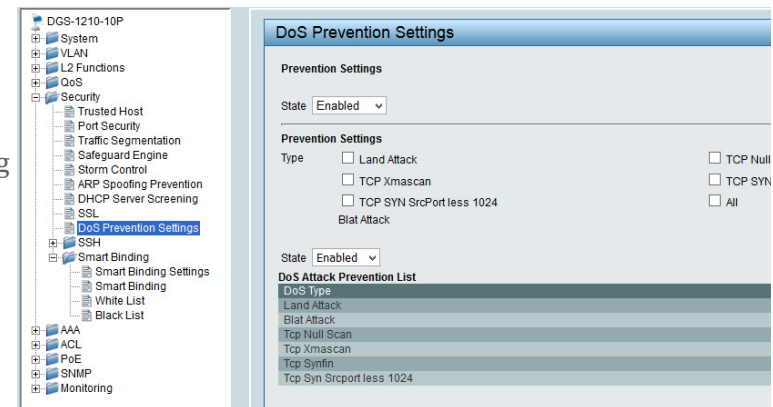 DGS-1210-10P
System
VLAN
L2 Functions
QoS
Security
Trusted Host
Port Security
Traffic Segmentation
Safeguard Engine
Storm Control
ARP Spoofing Prevention
DHCP Server Screening
SSL
DoS Prevention Settings
SSH
Smart Binding
Smart Binding Settings
Smart Binding
White List
Black List
AAA
ACL
PoE
SNMP
Monitoring
g
DoS Prevention Settings
Prevention Settings
State Enabled
Prevention Settings
Type Land Attack TCP Null
TCP Xmascan TCP SYN
TCP SYN SrcPort less 1024 All
Blat Attack
State Enabled
DoS Attack Prevention List
DoS Type
Land Attack
Blat Attack
Tcp Null Scan
Tcp Xmascan
Tcp Synfin
Tcp Syn Srcport less 1024